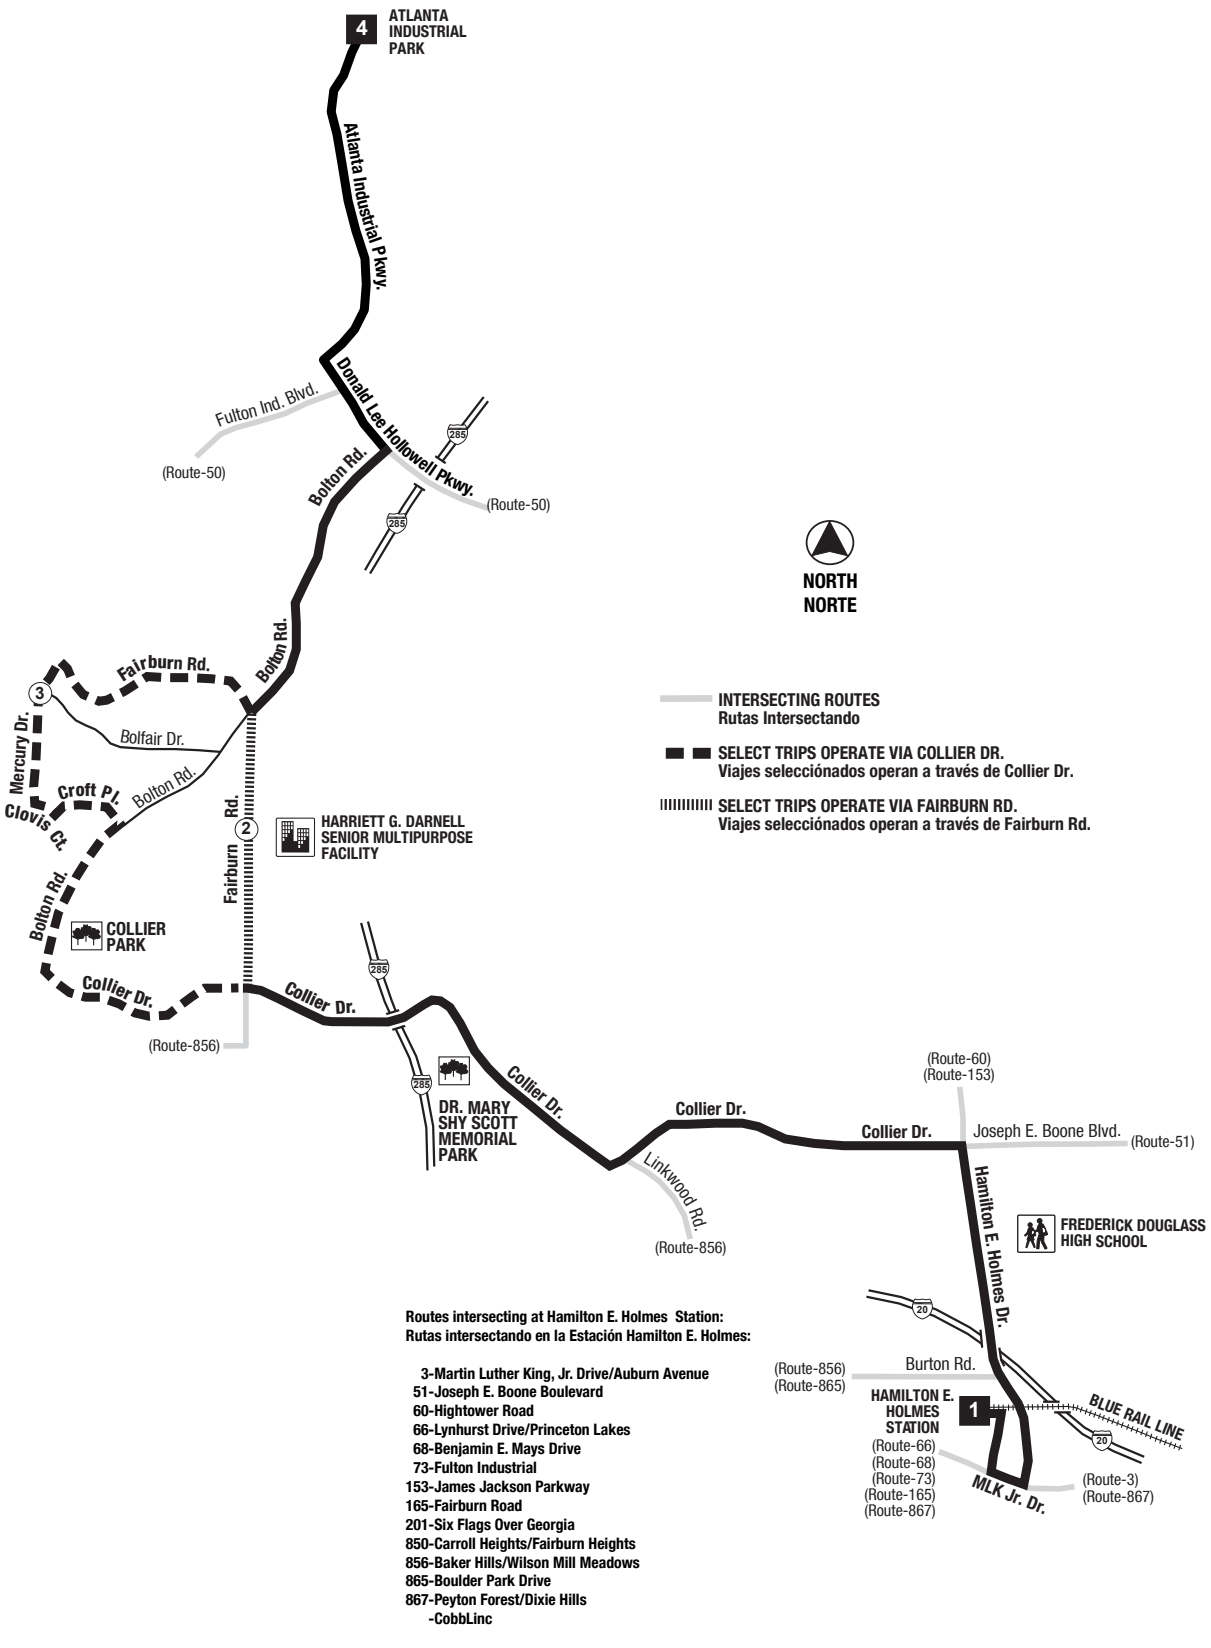 4
ATLANTA
INDUSTRIAL
PARK
Atlanta Industrial Pkwy.
Donald Lee Hollowell Pkwy.
Fulton Ind. Blvd.
(Route-50)
285
Bolton Rd.
(Route-50)
285
NORTH
NORTE
Bolton Rd.
Fairburn Rd.
3
Bolfair Dr.
Mercury Dr.
Croft Pl.
Clovis Ct.
Bolton Rd.
Fairburn Rd.
2
HARRIETT G. DARNELL
SENIOR MULTIPURPOSE
FACILITY
INTERSECTING ROUTES
Rutas Intersectando
SELECT TRIPS OPERATE VIA COLLIER DR.
Viajes selecciónados operan a través de Collier Dr.
SELECT TRIPS OPERATE VIA FAIRBURN RD.
Viajes selecciónados operan a través de Fairburn Rd.
Bolton Rd.
COLLIER
PARK
Collier Dr.
(Route-856)
Collier Dr.
285
285
DR. MARY
SHY SCOTT
MEMORIAL
PARK
Collier Dr.
Collier Dr.
Linkwood Rd.
(Route-856)
Collier Dr.
(Route-60)
(Route-153)
Joseph E. Boone Blvd.
(Route-51)
Hamilton E. Holmes Dr.
FREDERICK DOUGLASS
HIGH SCHOOL
20
Burton Rd.
(Route-856)
(Route-865)
HAMILTON E.
HOLMES
STATION
1
BLUE RAIL LINE
20
(Route-66)
(Route-68)
(Route-73)
(Route-165)
(Route-867)
MLK Jr. Dr.
(Route-3)
(Route-867)
Routes intersecting at Hamilton E. Holmes Station:
Rutas intersectando en la Estación Hamilton E. Holmes:
3-Martin Luther King, Jr. Drive/Auburn Avenue
51-Joseph E. Boone Boulevard
60-Hightower Road
66-Lynhurst Drive/Princeton Lakes
68-Benjamin E. Mays Drive
73-Fulton Industrial
153-James Jackson Parkway
165-Fairburn Road
201-Six Flags Over Georgia
850-Carroll Heights/Fairburn Heights
856-Baker Hills/Wilson Mill Meadows
865-Boulder Park Drive
867-Peyton Forest/Dixie Hills
-CobbLinc